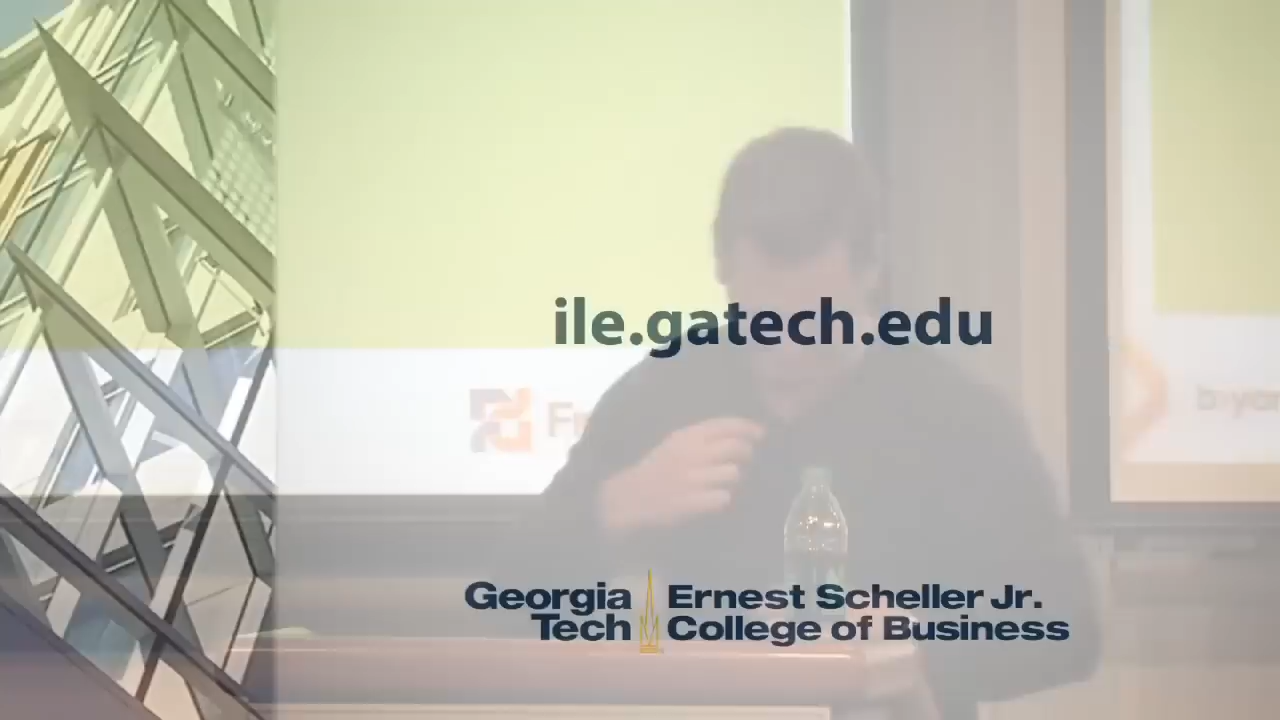 ile.gatech.edu
Georgia Tech
Ernest Scheller Jr.
College of Business